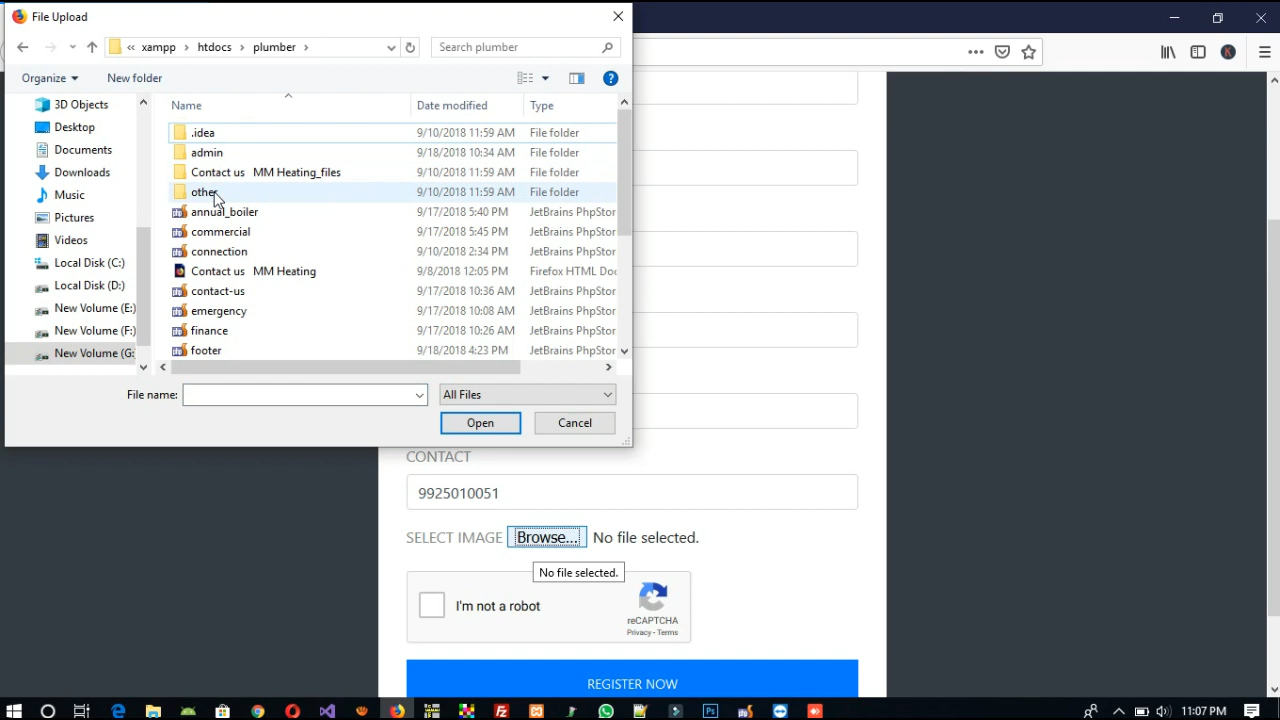 File Upload
xampp > htdocs > plumber >
Search plumber
Organize
New folder
Name
Date modified
Type
3D Objects
Desktop
Documents
Downloads
Music
Pictures
Videos
Local Disk (C:)
Local Disk (D:)
New Volume (E:)
New Volume (F:)
New Volume (G:
.idea 9/10/2018 11:59 AM File folder
admin 9/18/2018 10:34 AM File folder
Contact us MM Heating_files 9/10/2018 11:59 AM File folder
other 9/10/2018 11:59 AM File folder
annual_boiler 9/17/2018 5:40 PM JetBrains PhpStor
commercial 9/17/2018 5:45 PM JetBrains PhpStor
connection 9/10/2018 2:34 PM JetBrains PhpStor
Contact us MM Heating 9/8/2018 12:05 PM Firefox HTML Doc
contact-us 9/17/2018 10:36 AM JetBrains PhpStor
emergency 9/17/2018 10:08 AM JetBrains PhpStor
finance 9/17/2018 10:26 AM JetBrains PhpStor
footer 9/18/2018 4:23 PM JetBrains PhpStor
File name:
All Files
Open
Cancel
CONTACT
9925010051
SELECT IMAGE Browse... No file selected.
No file selected.
I'm not a robot
reCAPTCHA
Privacy - Terms
REGISTER NOW
11:07 PM